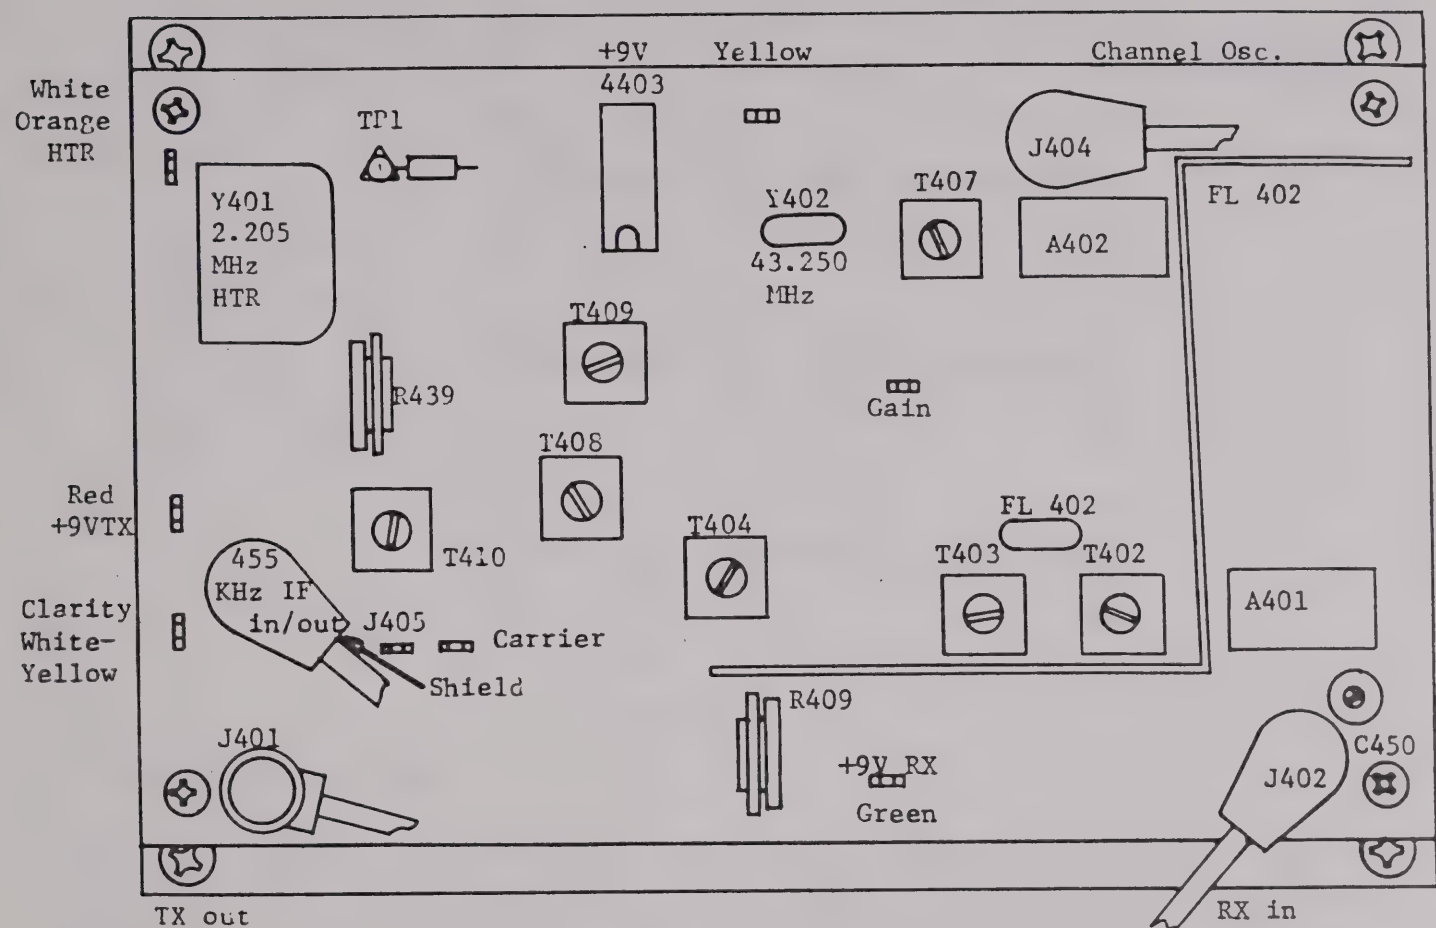 +9V
Yellow
Channel Osc.
White
Orange
HTR
4403
TP1
J404
Y401
2.205
MHz
HTR
Y402
43.250
MHz
T407
FL 402
A402
T409
R439
Gain
T408
Red
+9VTX
T410
T404
FL 402
T403
T402
455
KHz IF
in/out
J405
Carrier
Shield
Clarity
White-
Yellow
A401
R409
J401
+9V RX
Green
C450
J402
TX out
RX in